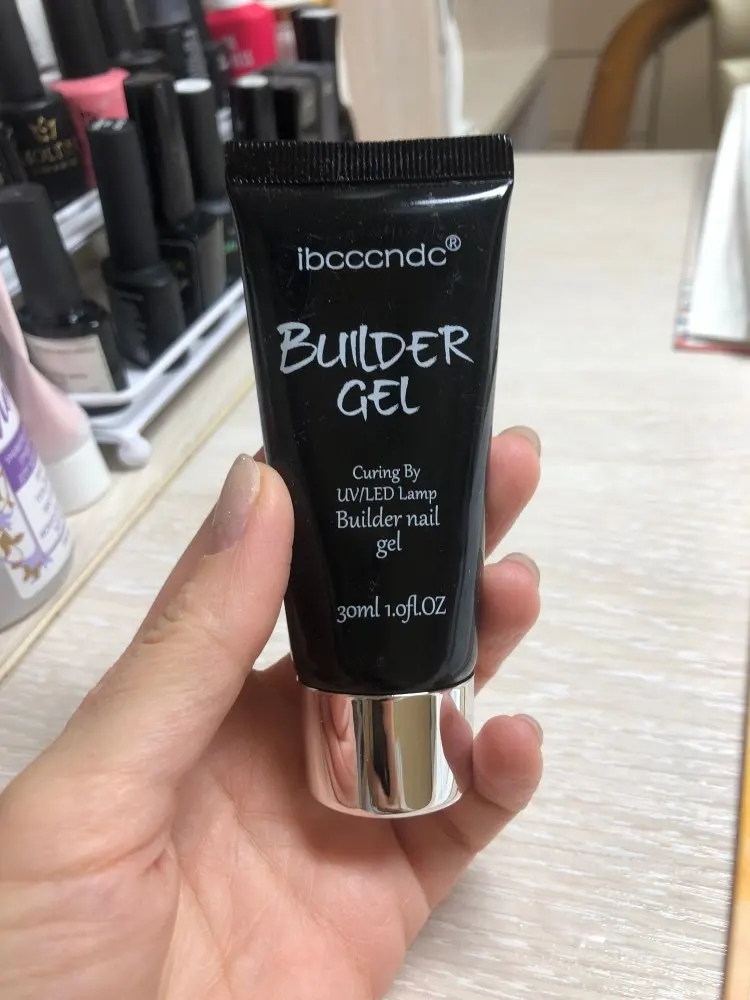 ibcccndc®
BUILDER
GEL
Curing By
UV/LED Lamp
Builder nail
gel
30ml 1.0fl.OZ